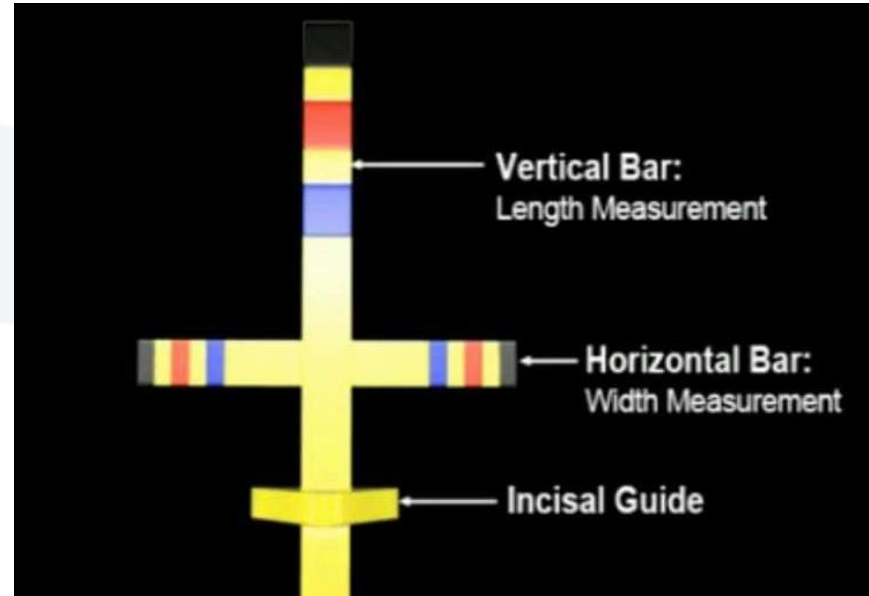 Vertical Bar:
Length Measurement
Horizontal Bar:
Width Measurement
Incisal Guide